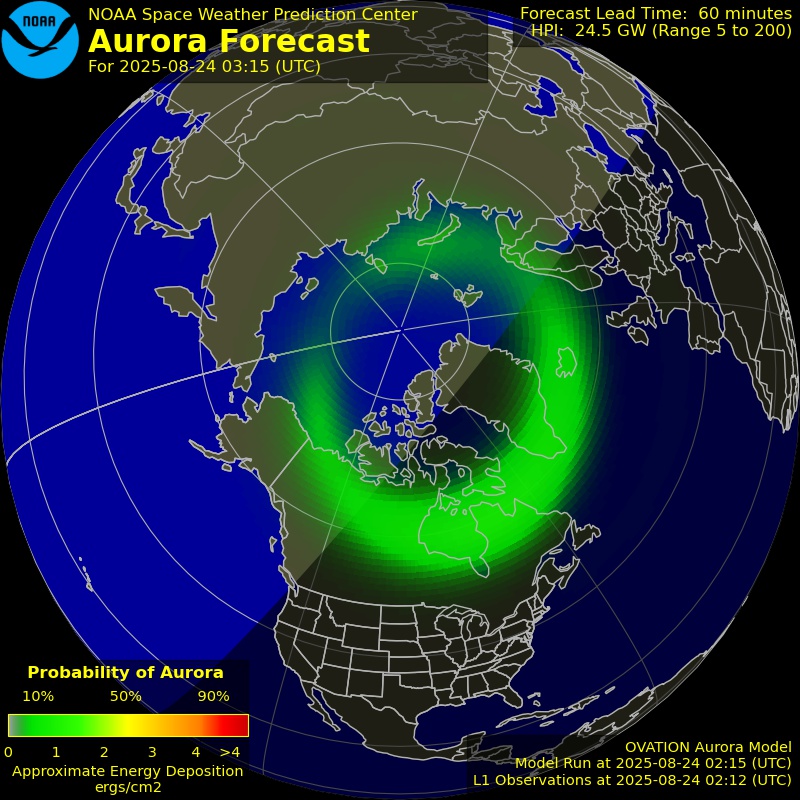 NOAA
NOAA Space Weather Prediction Center
Aurora Forecast
For 2025-08-24 03:15 (UTC)
Forecast Lead Time: 60 minutes
HPI: 24.5 GW (Range 5 to 200)
Probability of Aurora
10% 50% 90%
0 1 2 3 4 >4
Approximate Energy Deposition
ergs/cm2
OVATION Aurora Model
Model Run at 2025-08-24 02:15 (UTC)
L1 Observations at 2025-08-24 02:12 (UTC)